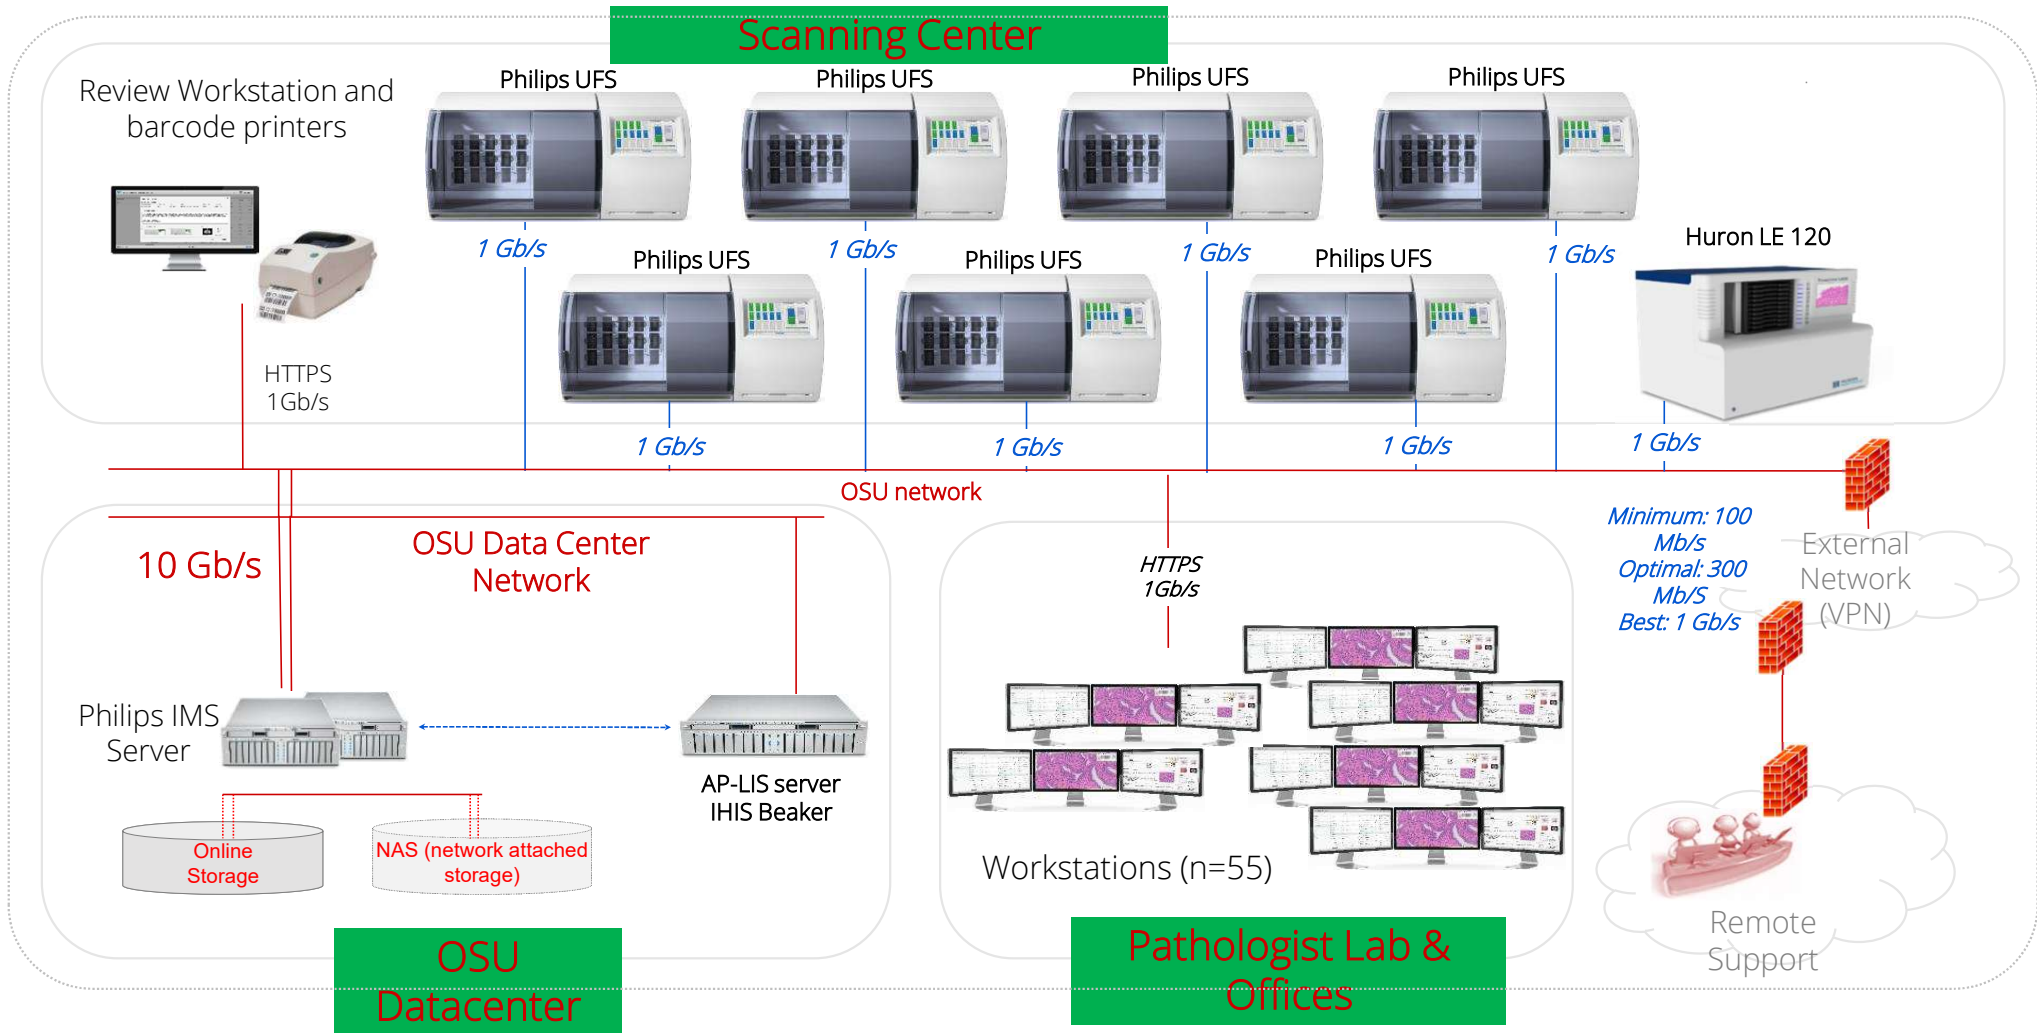 Scanning Center
Review Workstation and
barcode printers
Philips UFS
Philips UFS
Philips UFS
Philips UFS
1 Gb/s
1 Gb/s
1 Gb/s
1 Gb/s
Huron LE 120
Philips UFS
Philips UFS
Philips UFS
HTTPS
1Gb/s
1 Gb/s
1 Gb/s
1 Gb/s
1 Gb/s
OSU network
10 Gb/s
OSU Data Center
Network
HTTPS
1Gb/s
Minimum: 100
Mb/s
Optimal: 300
Mb/S
Best: 1 Gb/s
External
Network
(VPN)
Philips IMS
Server
AP-LIS server
IHIS Beaker
Online
Storage
NAS (network attached
storage)
Workstations (n=55)
Remote
Support
OSU
Datacenter
Pathologist Lab &
Offices